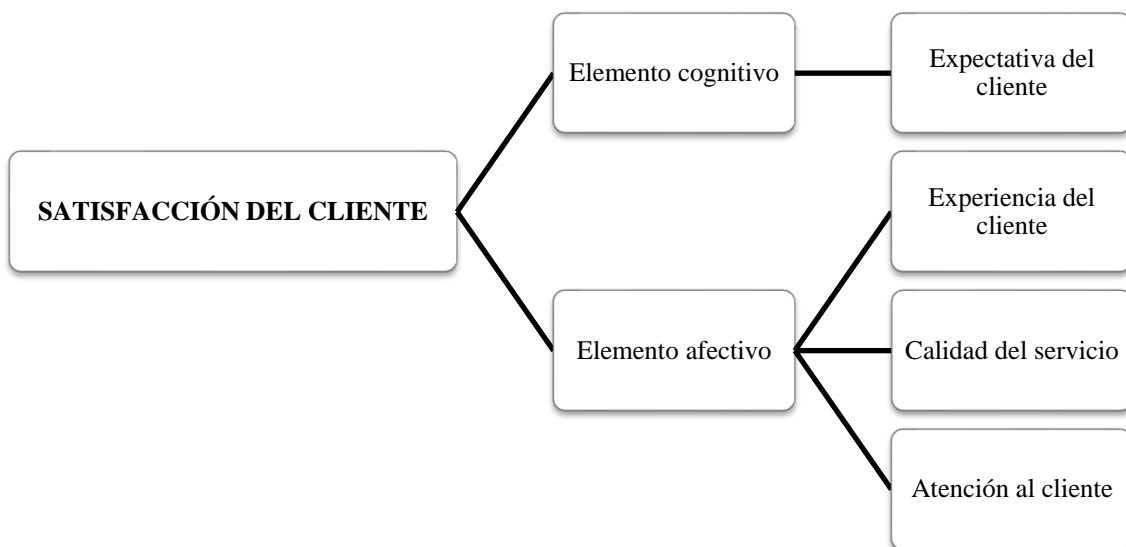 SATISFACCIÓN DEL CLIENTE
Elemento cognitivo
Expectativa del
cliente
Elemento afectivo
Experiencia del
cliente
Calidad del servicio
Atención al cliente